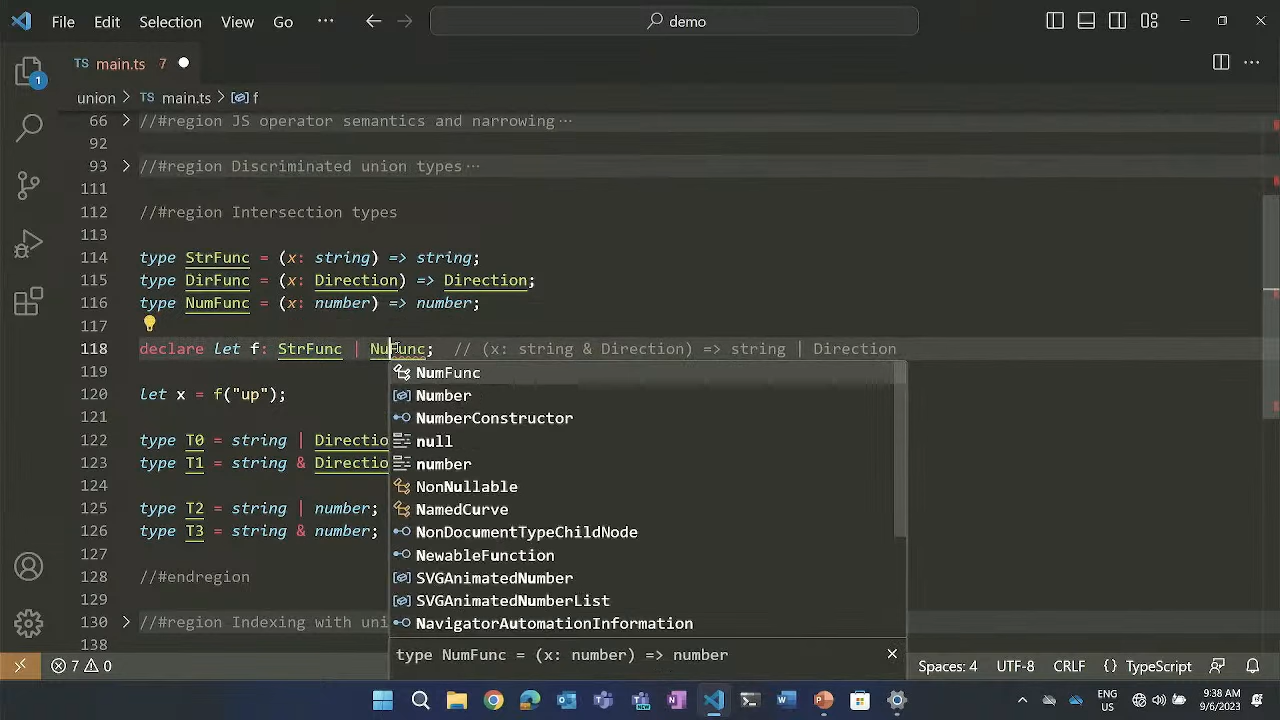 File Edit Selection View Go ··· demo
1
TS main.ts 7
union > TS main.ts > f
66 > //#region JS operator semantics and narrowing···
92
93 > //#region Discriminated union types···
111
112 //#region Intersection types
113
114 type StrFunc = (x: string) => string;
115 type DirFunc = (x: Direction) => Direction;
116 type NumFunc = (x: number) => number;
117
118 declare let f: StrFunc | NuFunc; // (x: string & Direction) => string | Direction
119
120 let x = f("up");
121
122 type T0 = string | Directio
123 type T1 = string & Directio
124
125 type T2 = string | number;
126 type T3 = string & number;
127
128 //#endregion
129
130 > //#region Indexing with uni
138
NumFunc
Number
NumberConstructor
null
number
NonNullable
NamedCurve
NonDocumentTypeChildNode
NewableFunction
SVGAnimatedNumber
SVGAnimatedNumberList
NavigatorAutomationInformation
type NumFunc = (x: number) => number
7 0 Spaces: 4 UTF-8 CRLF {} TypeScript
ENG
US
9:38 AM
9/6/2023